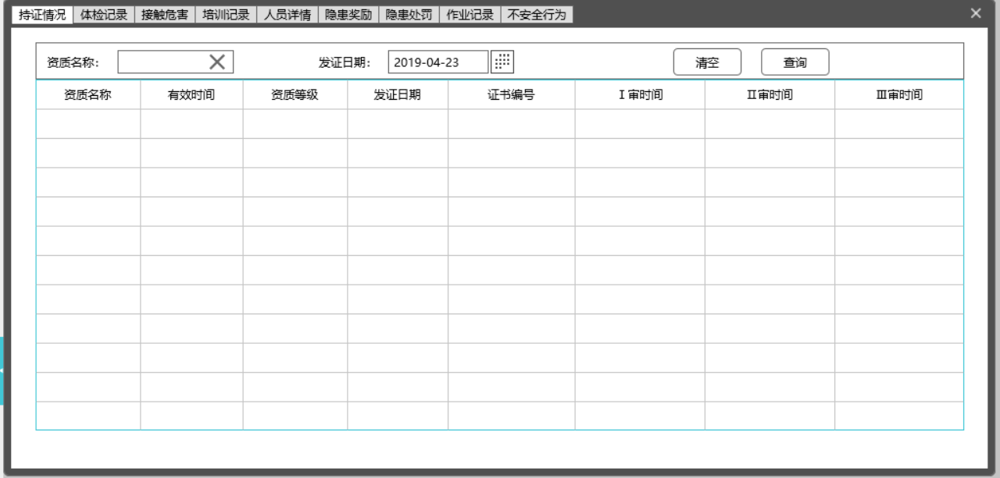 持证情况 体检记录 接触危害 培训记录 人员详情 隐患奖励 隐患处罚 作业记录 不安全行为
资质名称： 发证日期： 2019-04-23 清空 查询
资质名称 有效时间 资质等级 发证日期 证书编号 Ⅰ审时间 Ⅱ审时间 Ⅲ审时间